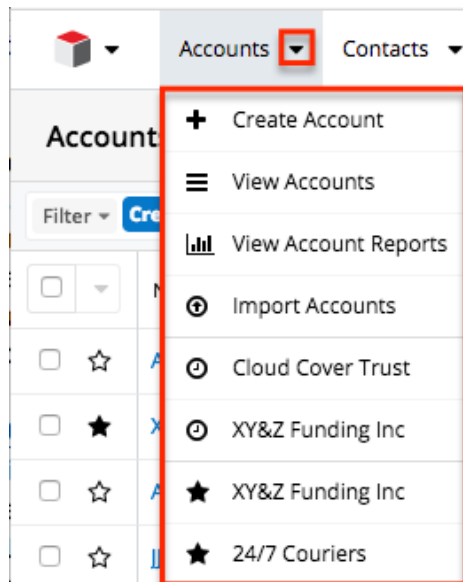 Accounts Contacts
Account
Create Account
View Accounts
Filter Cre
View Account Reports
Import Accounts
Cloud Cover Trust
XY&Z Funding Inc
X
XY&Z Funding Inc
A
24/7 Couriers